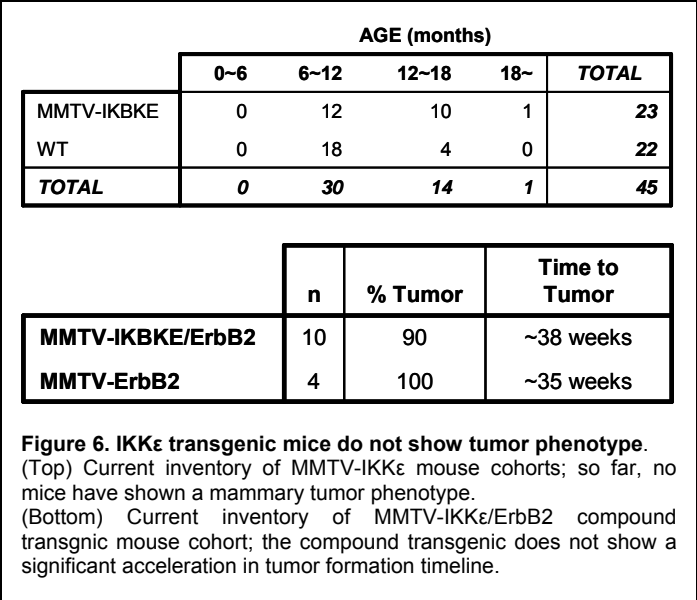 AGE (months)
0~6 6~12 12~18 18~ TOTAL
MMTV-IKBKE 0 12 10 1 23
WT 0 18 4 0 22
TOTAL 0 30 14 1 45
n % Tumor Time to Tumor
MMTV-IKBKE/ErbB2 10 90 ~38 weeks
MMTV-ErbB2 4 100 ~35 weeks
Figure 6. IKKε transgenic mice do not show tumor phenotype.
(Top) Current inventory of MMTV-IKKε mouse cohorts; so far, no
mice have shown a mammary tumor phenotype.
(Bottom) Current inventory of MMTV-IKKε/ErbB2 compound
transgnic mouse cohort; the compound transgenic does not show a
significant acceleration in tumor formation timeline.